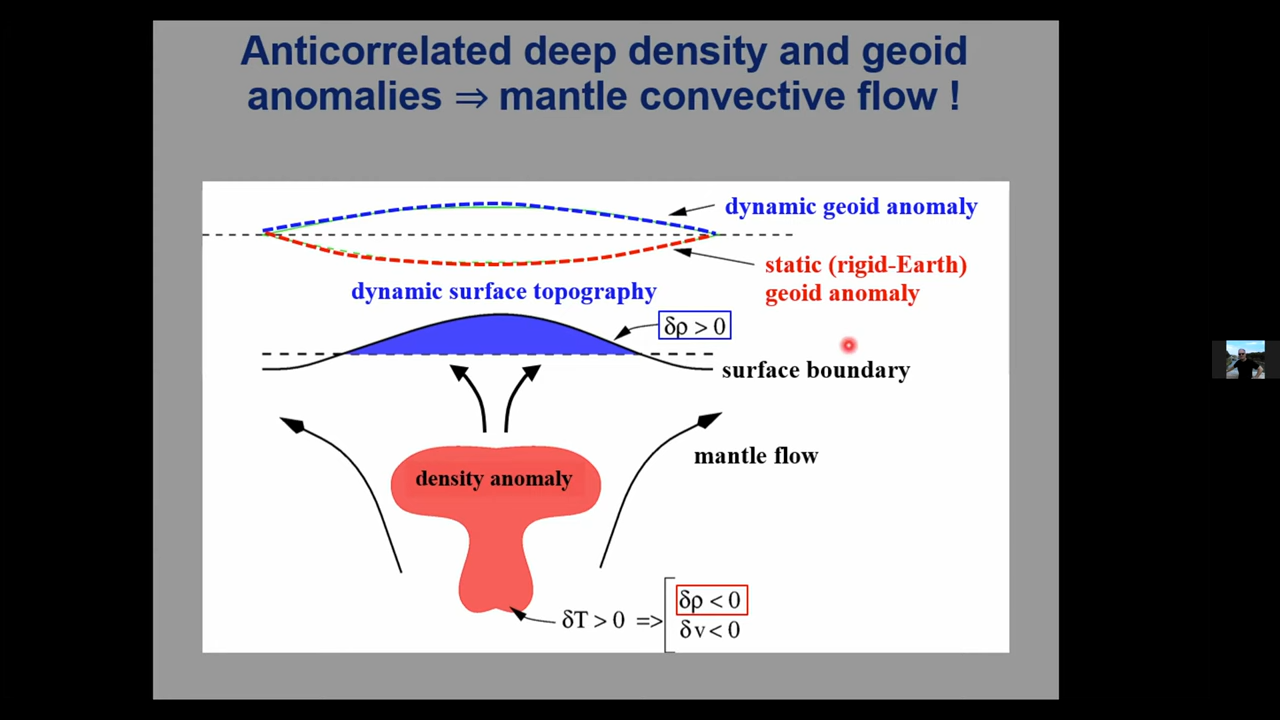 Anticorrelated deep density and geoid
anomalies ⇒ mantle convective flow !
dynamic geoid anomaly
static (rigid-Earth)
geoid anomaly
dynamic surface topography
δρ > 0
surface boundary
mantle flow
density anomaly
δρ < 0
δT > 0 =>
δv < 0